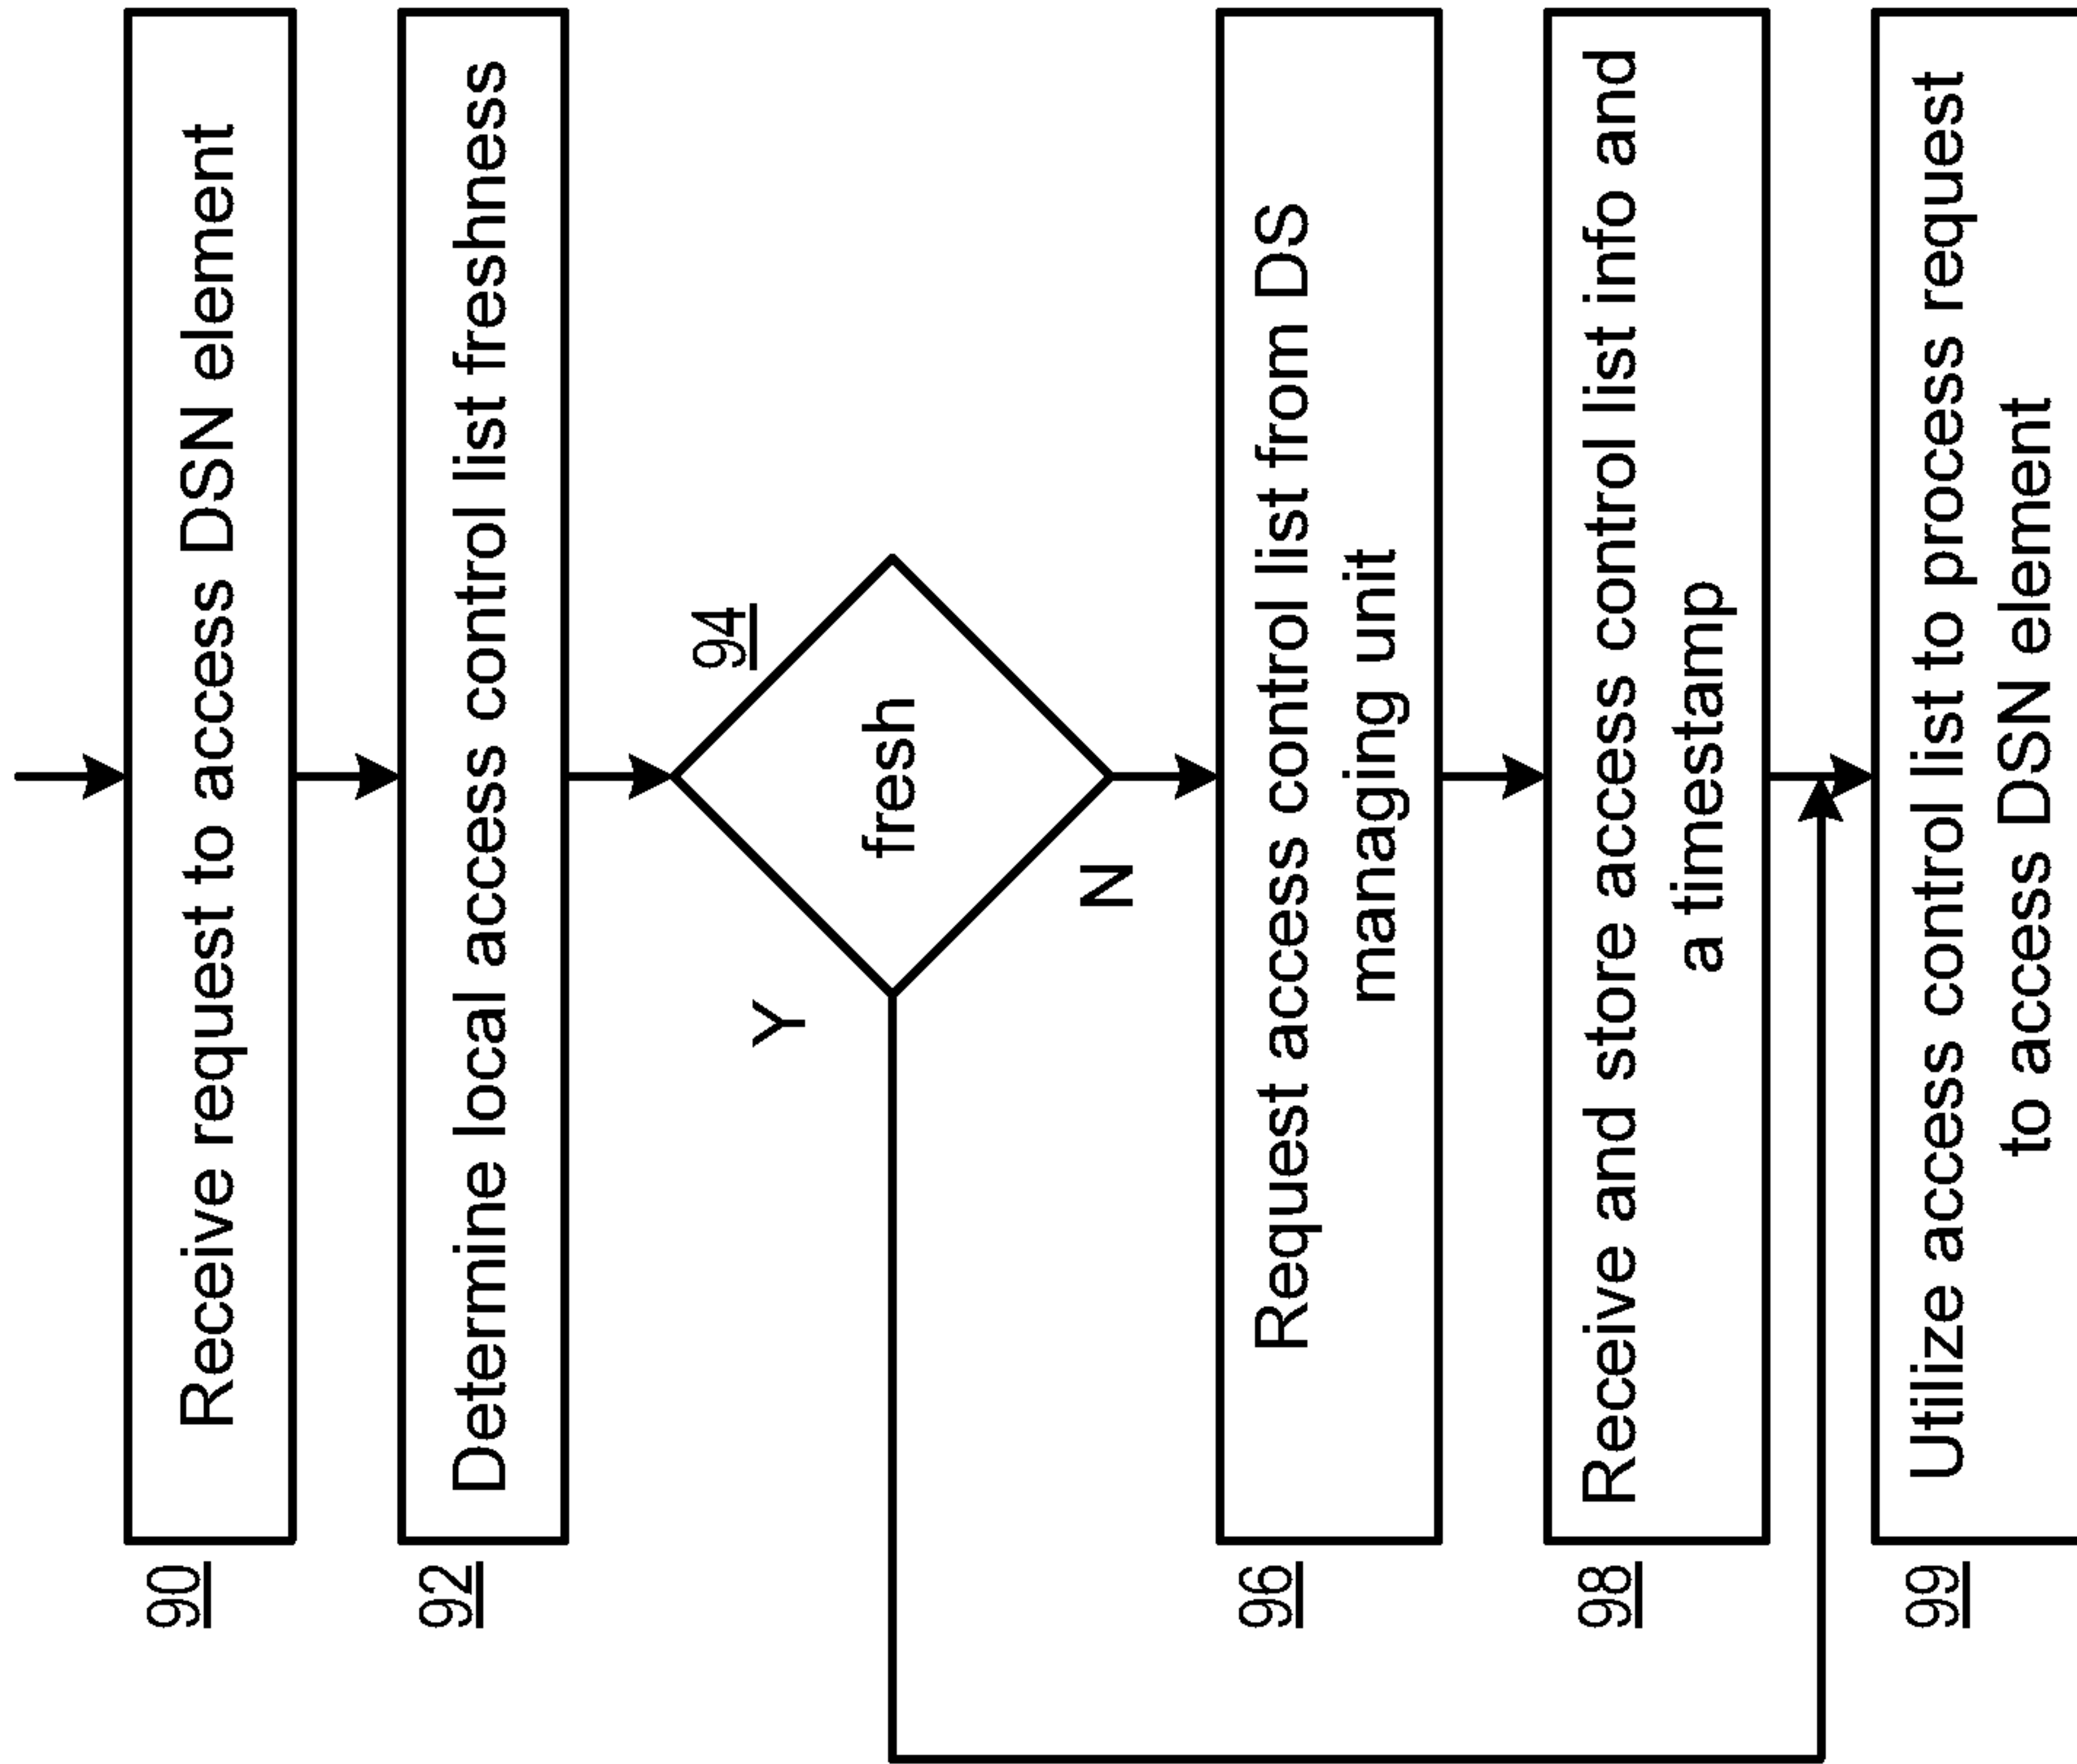 90
Receive request to access DSN element
92
Determine local access control list freshness
94
fresh
Y
N
96
Request access control list from DS
managing unit
98
Receive and store access control list info and
a timestamp
99
Utilize access control list to process request
to access DSN element